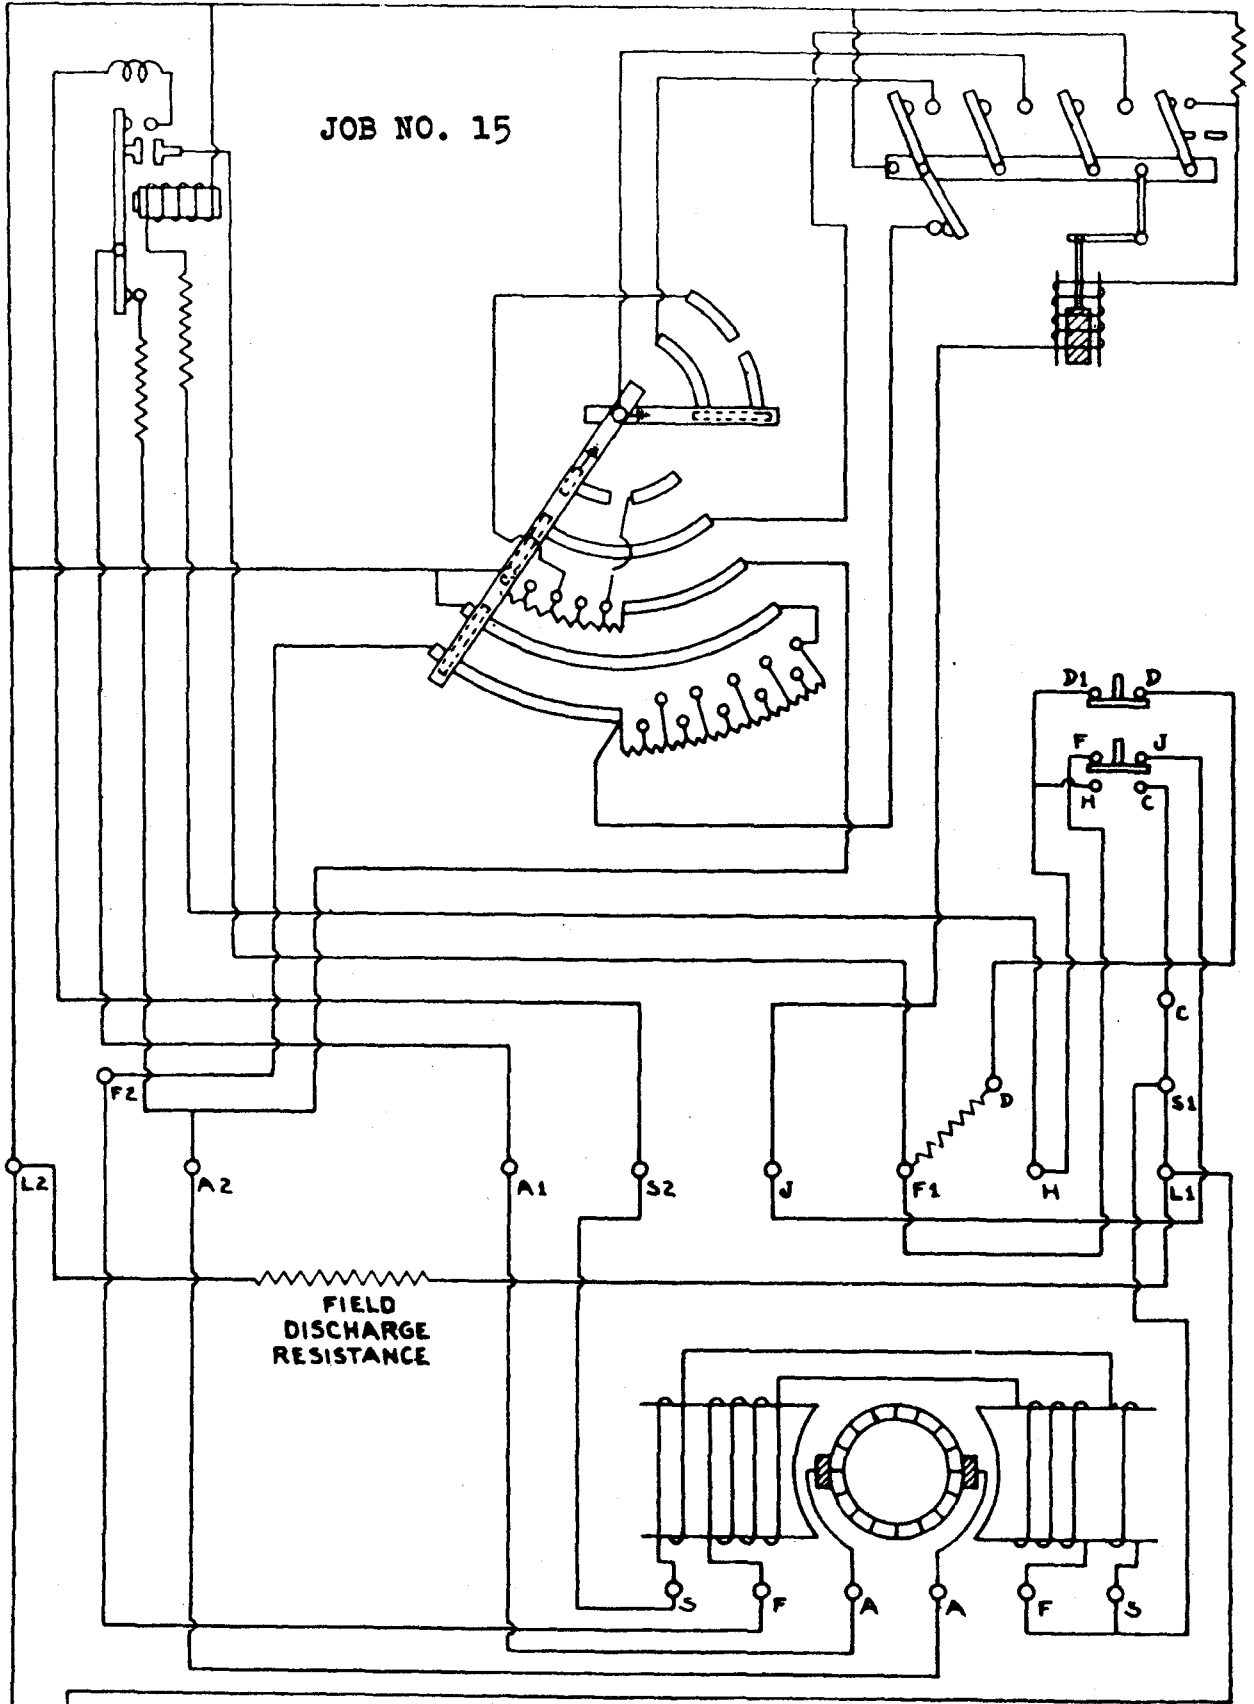 JOB NO. 15
D1 D
F J
H C
C
F2 D S1
L2 A2 A1 S2 J F1 H L1
FIELD
DISCHARGE
RESISTANCE
S F A A F S